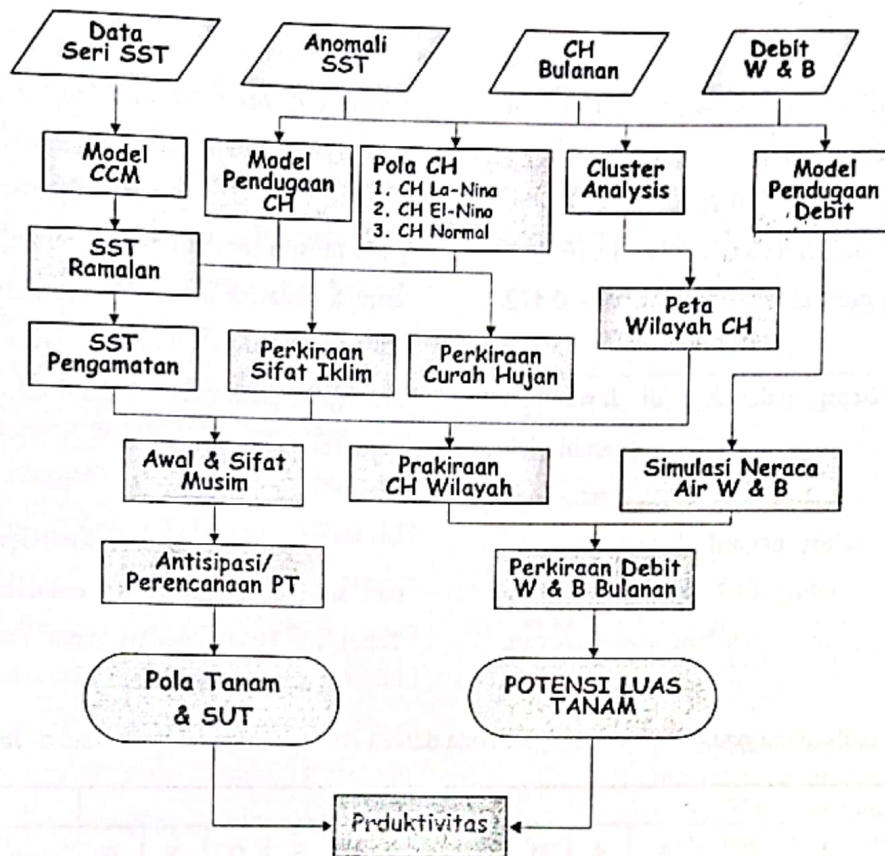 Data
Seri SST
Anomali
SST
CH
Bulanan
Debit
W & B
Model
CCM
Model
Pendugaan
CH
Pola CH
1. CH La-Nina
2. CH El-Nino
3. CH Normal
Cluster
Analysis
Model
Pendugaan
Debit
SST
Ramalan
Peta
Wilayah CH
SST
Pengamatan
Perkiraan
Sifat Iklim
Perkiraan
Curah Hujan
Awal & Sifat
Musim
Prakiraan
CH Wilayah
Simulasi Neraca
Air W & B
Antisipasi/
Perencanaan PT
Perkiraan Debit
W & B Bulanan
Pola Tanam
& SUT
POTENSI LUAS
TANAM
Prduktivitas